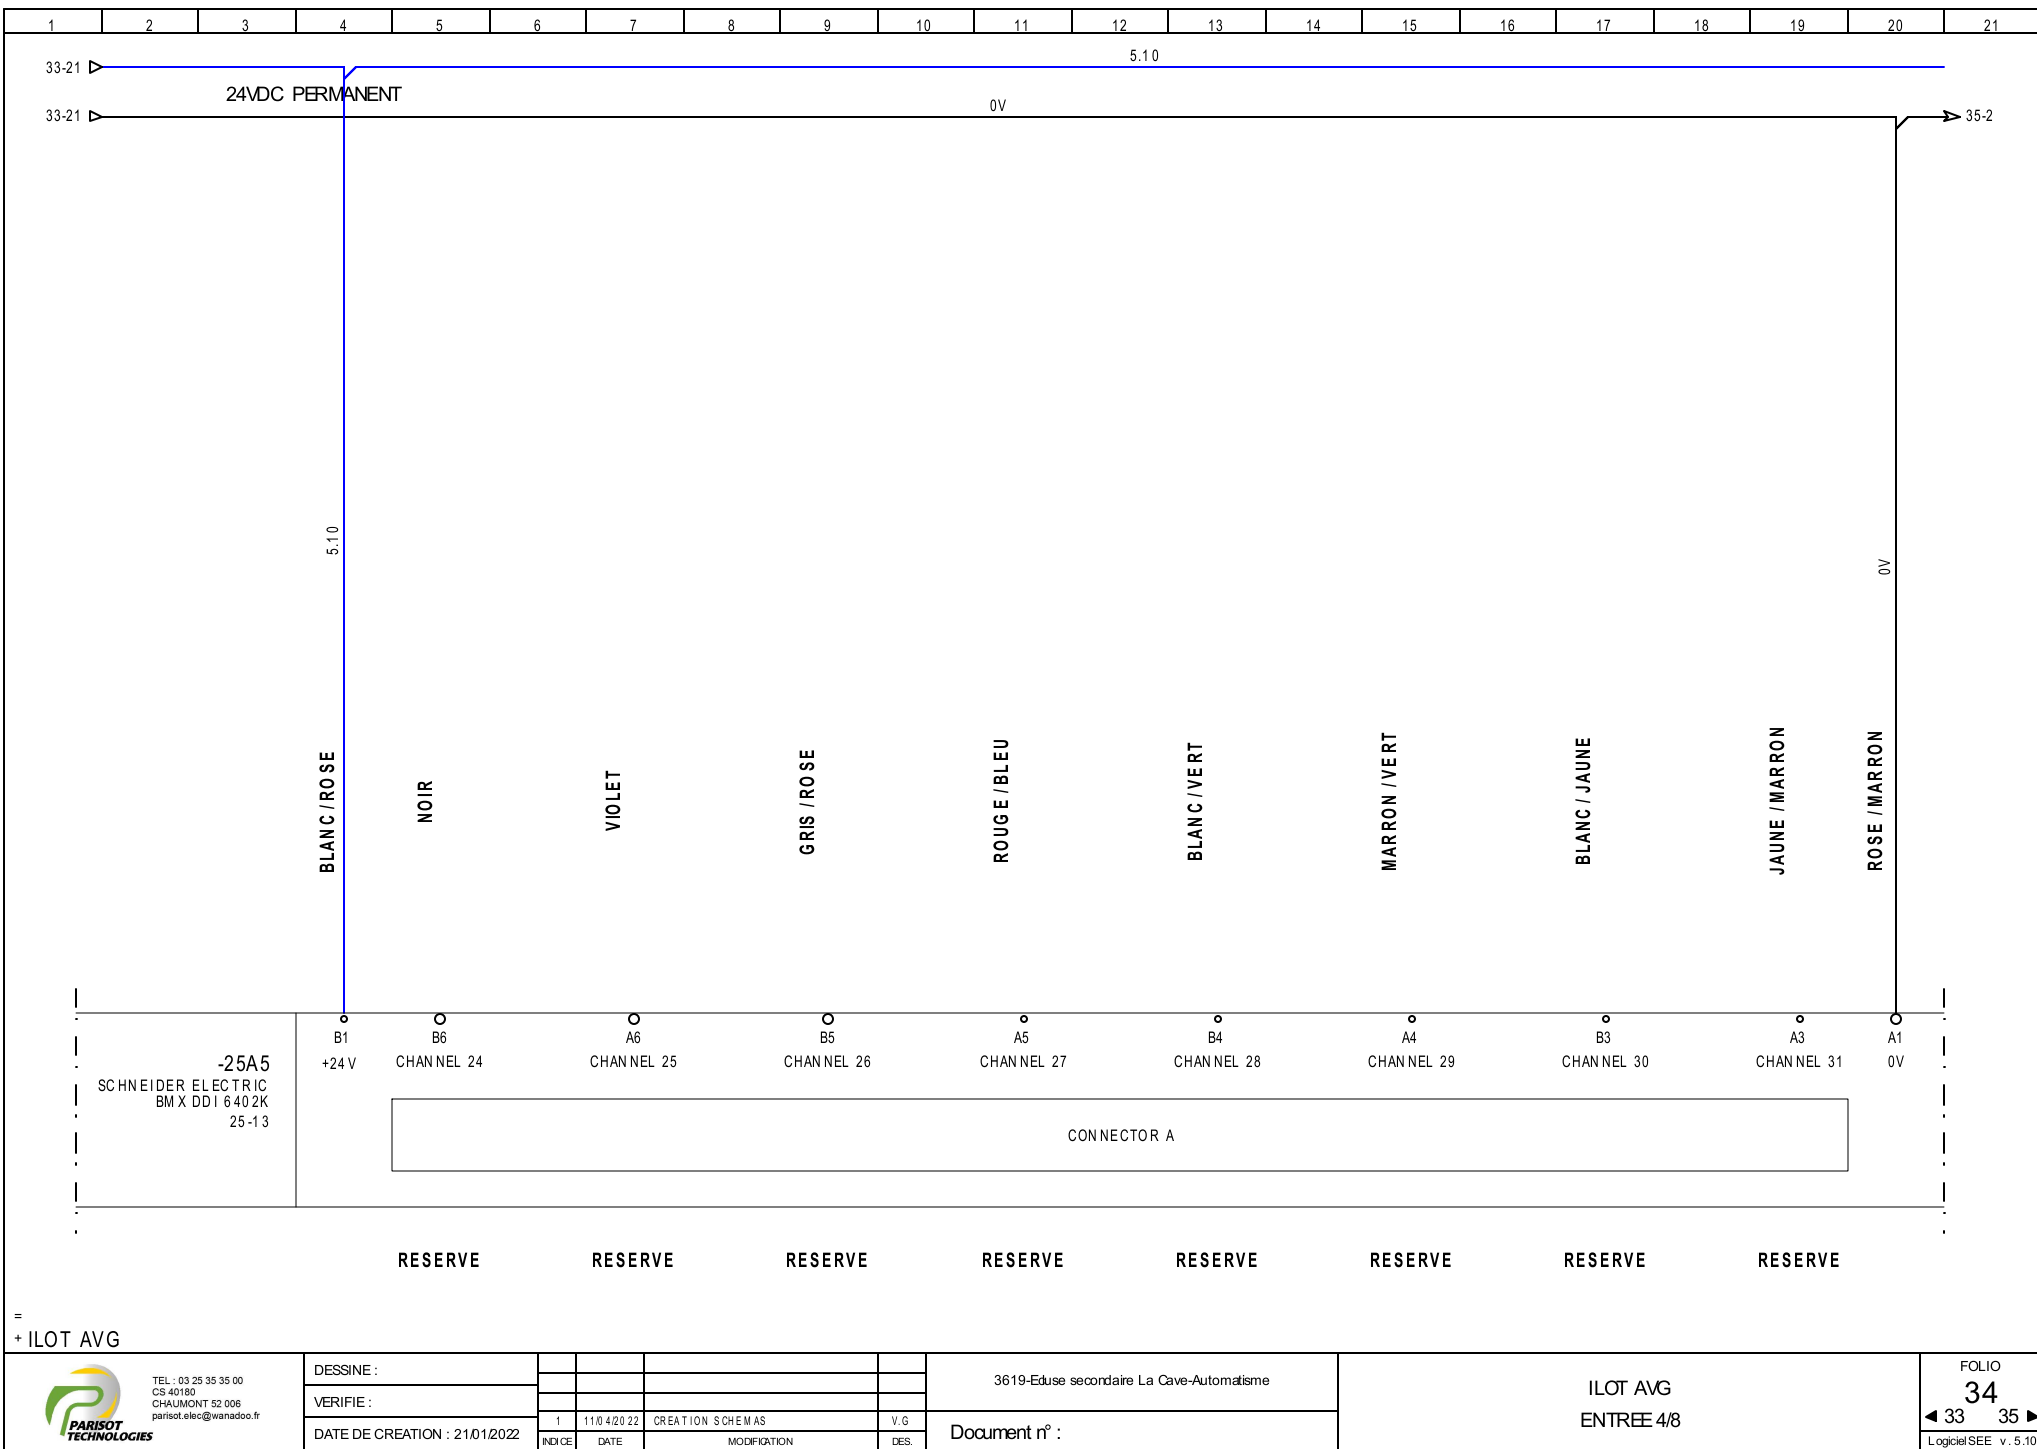 1 2 3 4 5 6 7 8 9 10 11 12 13 14 15 16 17 18 19 20 21
33-21
5.10
24VDC PERMANENT
33-21
0V
35-2
5.10
0V
BLANC / ROSE
NOIR
VIOLET
GRIS / ROSE
ROUGE / BLEU
BLANC / VERT
MARRON / VERT
BLANC / JAUNE
JAUNE / MARRON
ROSE / MARRON
B1 B6 A6 B5 A5 B4 A4 B3 A3 A1
+24V CHANNEL 24 CHANNEL 25 CHANNEL 26 CHANNEL 27 CHANNEL 28 CHANNEL 29 CHANNEL 30 CHANNEL 31 0V
-25A5
SCHNEIDER ELECTRIC
BMX DDI 6402K
25-13
CONNECTOR A
RESERVE RESERVE RESERVE RESERVE RESERVE RESERVE RESERVE RESERVE
=
+ ILOT AVG
PARISOT
TECHNOLOGIES
TEL : 03 25 35 35 00
CS 40180
CHAUMONT 52 006
parisot.elec@wanadoo.fr
DESSINE :
VERIFIE :
DATE DE CREATION : 21/01/2022
1 11/04/2022 CREATION SCHEMAS V.G
INDICE DATE MODIFICATION DES.
3619-Eduse secondaire La Cave-Automatisme
Document n° :
ILOT AVG
ENTREE 4/8
FOLIO
34
33 35
Logiciel SEE v. 5.10